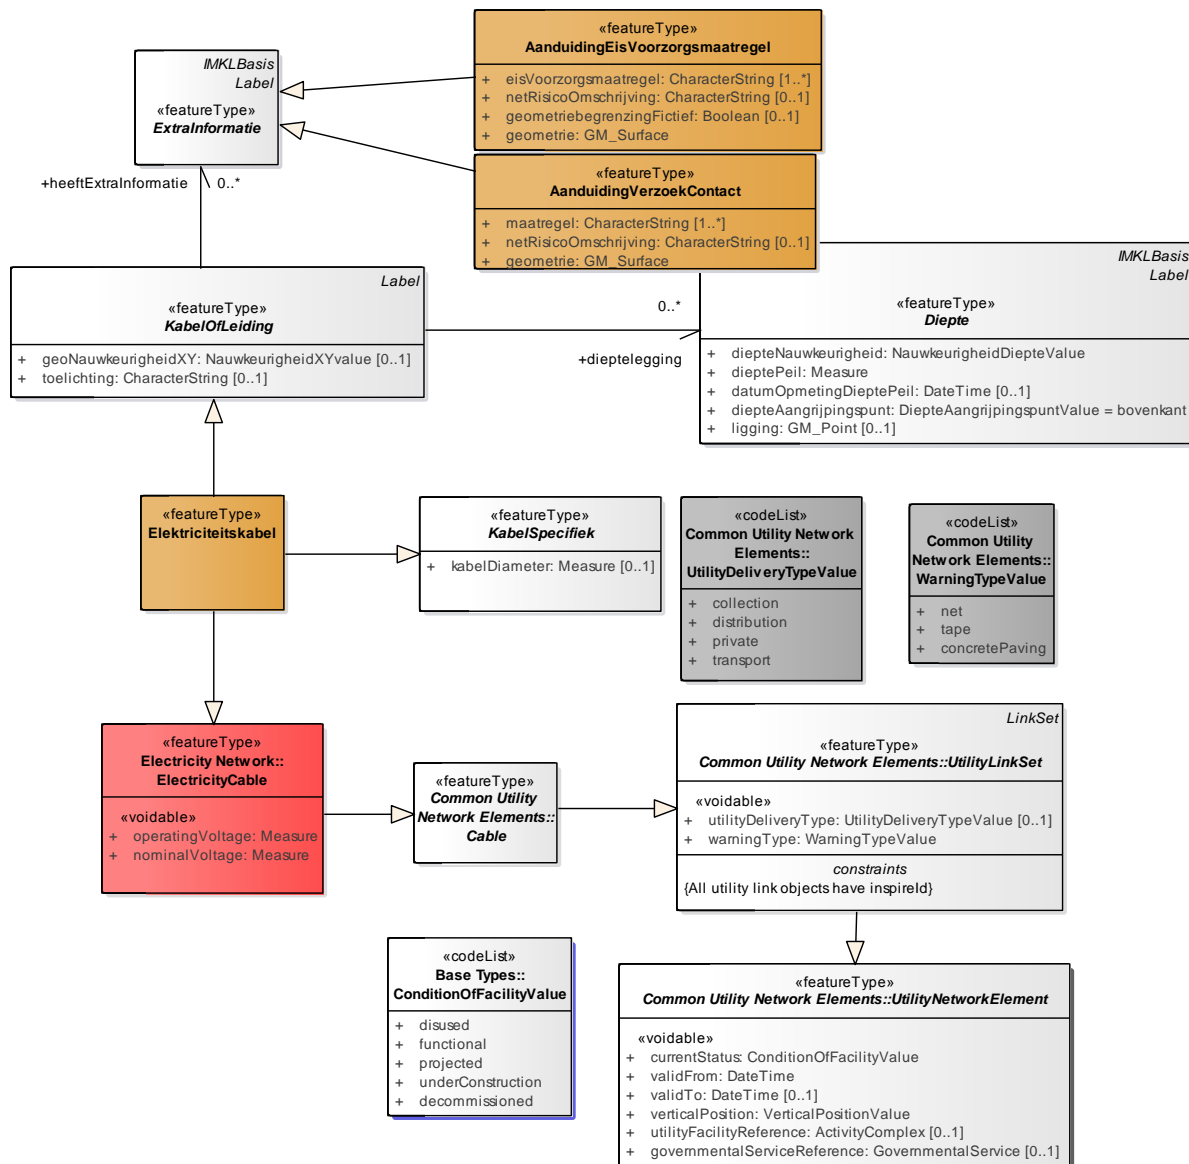 «featureType»
AanduidingEisVoorzorgsmaatregel
+ eisVoorzorgsmaatregel: CharacterString [1..*]
+ netRisicoOmschrijving: CharacterString [0..1]
+ geometriebegrenzingFictief: Boolean [0..1]
+ geometrie: GM_Surface
IMKLBasis
Label
«featureType»
ExtraInformatie
«featureType»
AanduidingVerzoekContact
+ maatregel: CharacterString [1..*]
+ netRisicoOmschrijving: CharacterString [0..1]
+ geometrie: GM_Surface
+heeftExtraInformatie
0..*
Label
«featureType»
KabelOfLeiding
+ geoNauwkeurigheidXY: NauwkeurigheidXYvalue [0..1]
+ toelichting: CharacterString [0..1]
0..*
+dieptelegging
IMKLBasis
Label
«featureType»
Diepte
+ diepteNauwkeurigheid: NauwkeurigheidDiepteValue
+ dieptePeil: Measure
+ datumOpmetingDieptePeil: DateTime [0..1]
+ diepteAangrijpingspunt: DiepteAangrijpingspuntValue = bovenkant
+ ligging: GM_Point [0..1]
«featureType»
Elektriciteitskabel
«featureType»
KabelSpecifiek
+ kabelDiameter: Measure [0..1]
«codeList»
Common Utility Network
Elements::
UtilityDeliveryTypeValue
+ collection
+ distribution
+ private
+ transport
«codeList»
Common Utility
Network Elements::
WarningTypeValue
+ net
+ tape
+ concretePaving
«featureType»
Electricity Network::
ElectricityCable
«voidable»
+ operatingVoltage: Measure
+ nominalVoltage: Measure
«featureType»
Common Utility
Network Elements::
Cable
LinkSet
«featureType»
Common Utility Network Elements::UtilityLinkSet
«voidable»
+ utilityDeliveryType: UtilityDeliveryTypeValue [0..1]
+ warningType: WarningTypeValue
constraints
{All utility link objects have inspireId}
«codeList»
Base Types::
ConditionOfFacilityValue
+ disused
+ functional
+ projected
+ underConstruction
+ decommissioned
«featureType»
Common Utility Network Elements::UtilityNetworkElement
«voidable»
+ currentStatus: ConditionOfFacilityValue
+ validFrom: DateTime
+ validTo: DateTime [0..1]
+ verticalPosition: VerticalPositionValue
+ utilityFacilityReference: ActivityComplex [0..1]
+ governmentalServiceReference: GovernmentalService [0..1]